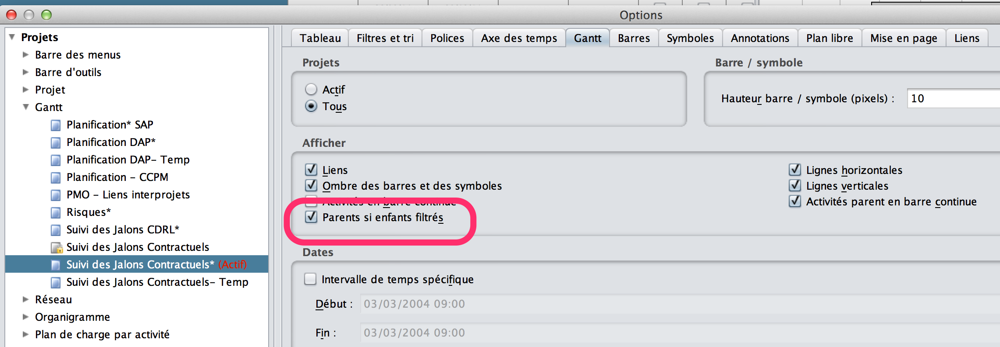 Options
Projets
Barre des menus
Barre d'outils
Projet
Gantt
Planification* SAP
Planification DAP*
Planification DAP- Temp
Planification - CCPM
PMO - Liens interprojets
Risques*
Suivi des Jalons CDRL*
Suivi des Jalons Contractuels
Suivi des Jalons Contractuels* (Actif)
Suivi des Jalons Contractuels- Temp
Réseau
Organigramme
Plan de charge par activité
Tableau Filtres et tri Polices Axe des temps Gantt Barres Symboles Annotations Plan libre Mise en page Liens
Projets
Actif
Tous
Barre / symbole
Hauteur barre / symbole (pixels) : 10
Afficher
Liens
Ombre des barres et des symboles
Activités en barre continue
Parents si enfants filtrés
Lignes horizontales
Lignes verticales
Activités parent en barre continue
Dates
Intervalle de temps spécifique
Début : 03/03/2004 09:00
Fin : 03/03/2004 09:00